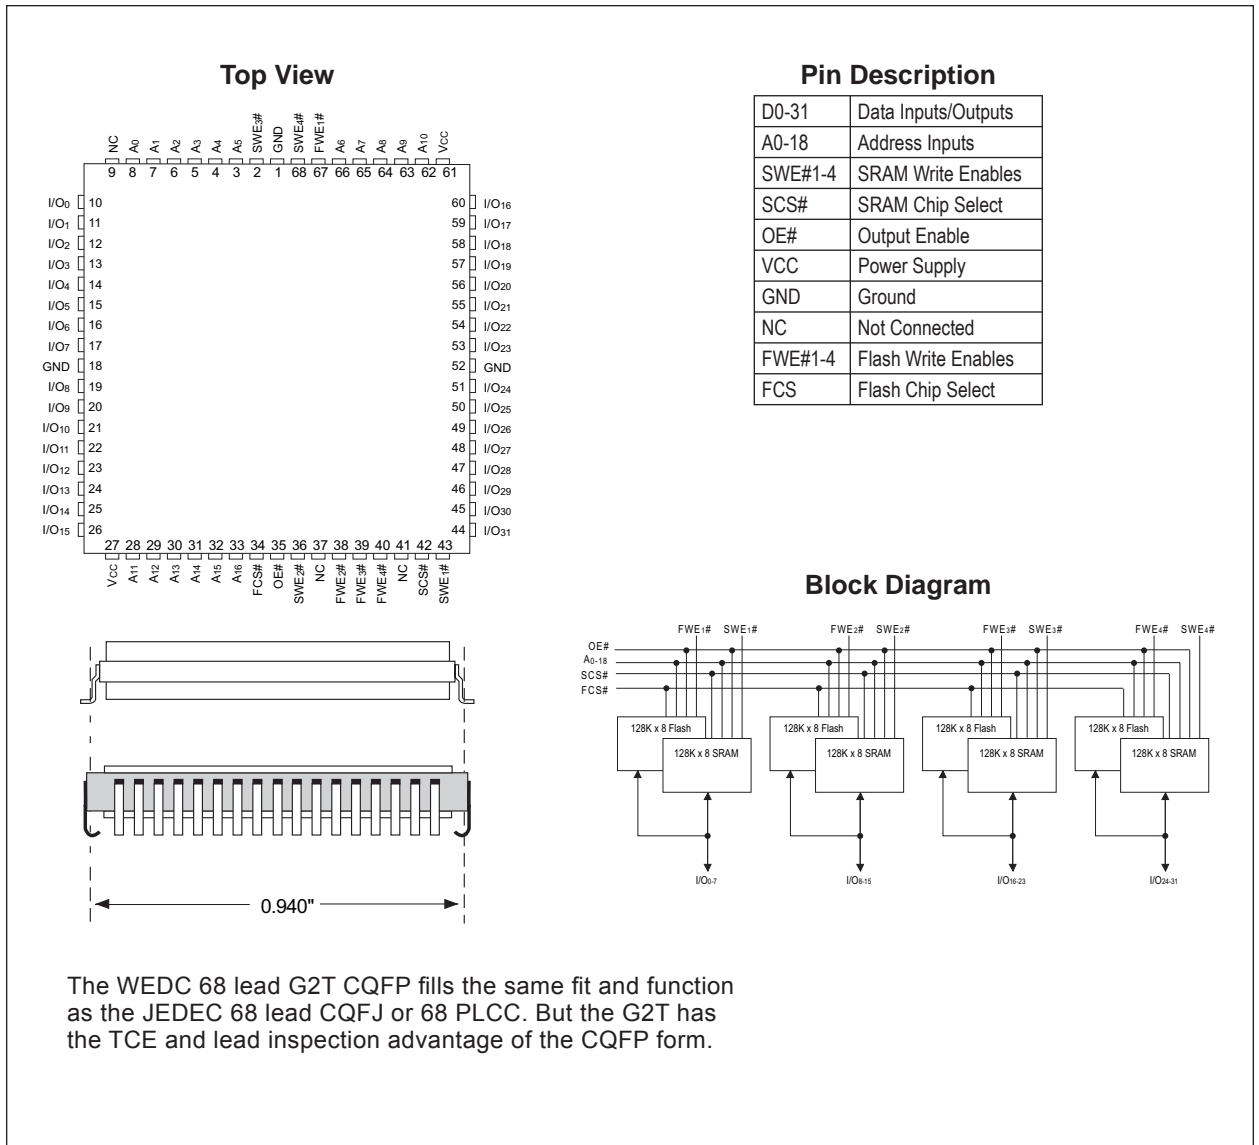 Top View
NC A0 A1 A2 A3 A4 A5 SWE3# GND SWE4# FWE1# A6 A7 A8 A9 A10 VCC
9 8 7 6 5 4 3 2 1 68 67 66 65 64 63 62 61
I/O0 10 60 I/O16
I/O1 11 59 I/O17
I/O2 12 58 I/O18
I/O3 13 57 I/O19
I/O4 14 56 I/O20
I/O5 15 55 I/O21
I/O6 16 54 I/O22
I/O7 17 53 I/O23
GND 18 52 GND
I/O8 19 51 I/O24
I/O9 20 50 I/O25
I/O10 21 49 I/O26
I/O11 22 48 I/O27
I/O12 23 47 I/O28
I/O13 24 46 I/O29
I/O14 25 45 I/O30
I/O15 26 44 I/O31
27 28 29 30 31 32 33 34 35 36 37 38 39 40 41 42 43
VCC A11 A12 A13 A14 A15 A16 FCS# OE# SWE2# NC FWE2# FWE3# FWE4# NC SCS# SWE1#
0.940"
Pin Description
D0-31 Data Inputs/Outputs
A0-18 Address Inputs
SWE#1-4 SRAM Write Enables
SCS# SRAM Chip Select
OE# Output Enable
VCC Power Supply
GND Ground
NC Not Connected
FWE#1-4 Flash Write Enables
FCS Flash Chip Select
Block Diagram
FWE1# SWE1# FWE2# SWE2# FWE3# SWE3# FWE4# SWE4#
OE#
A0-18
SCS#
FCS#
128K x 8 Flash 128K x 8 Flash 128K x 8 Flash 128K x 8 Flash
128K x 8 SRAM 128K x 8 SRAM 128K x 8 SRAM 128K x 8 SRAM
I/O0-7 I/O8-15 I/O16-23 I/O24-31
The WEDC 68 lead G2T CQFP fills the same fit and function
as the JEDEC 68 lead CQFJ or 68 PLCC. But the G2T has
the TCE and lead inspection advantage of the CQFP form.